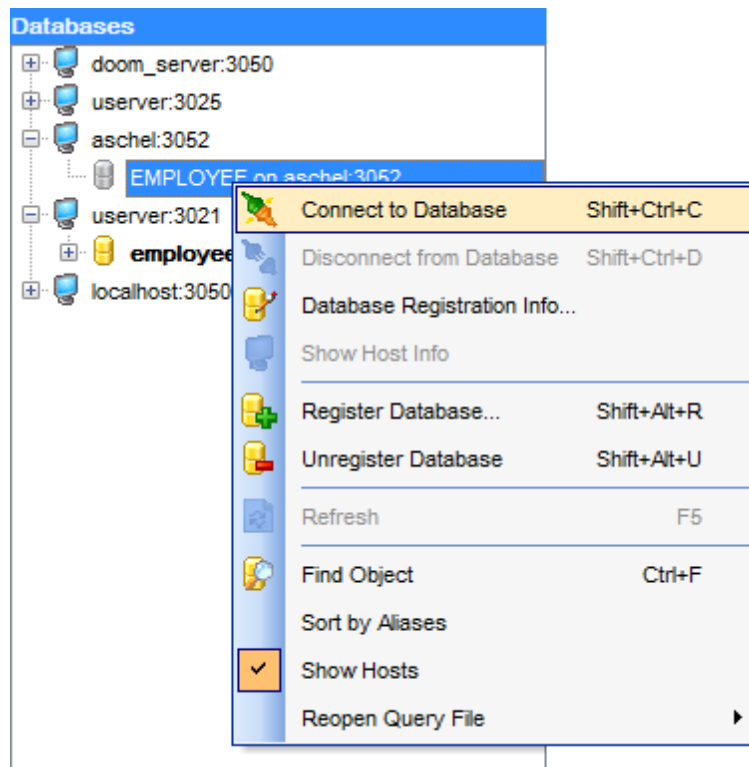 Databases
doom_server:3050
userver:3025
aschel:3052
EMPLOYEE on aschel:3052
userver:3021
employee
localhost:3050
Connect to Database Shift+Ctrl+C
Disconnect from Database Shift+Ctrl+D
Database Registration Info...
Show Host Info
Register Database... Shift+Alt+R
Unregister Database Shift+Alt+U
Refresh F5
Find Object Ctrl+F
Sort by Aliases
Show Hosts
Reopen Query File